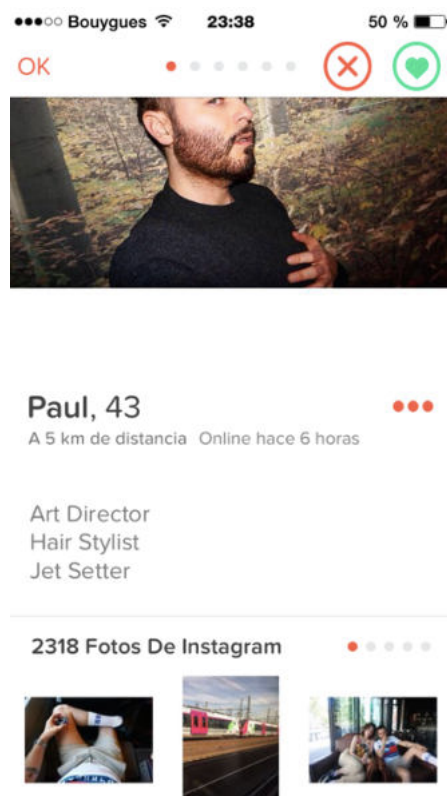 Bouygues 23:38 50 %
OK
Paul, 43
A 5 km de distancia Online hace 6 horas
Art Director
Hair Stylist
Jet Setter
2318 Fotos De Instagram